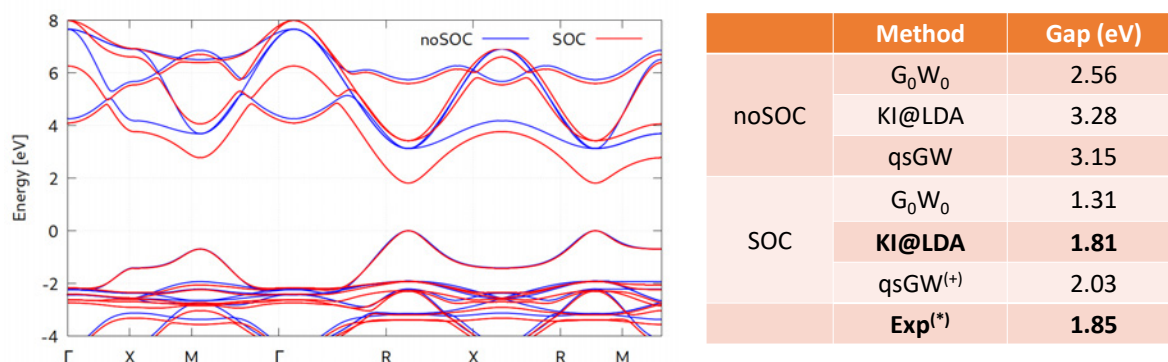 8
6
4
2
0
-2
-4
Energy [eV]
noSOC SOC
Γ X M Γ R X R M
Method Gap (eV)
noSOC
G₀W₀ 2.56
KI@LDA 3.28
qsGW 3.15
SOC
G₀W₀ 1.31
KI@LDA 1.81
qsGW⁽⁺⁾ 2.03
Exp⁽*⁾ 1.85